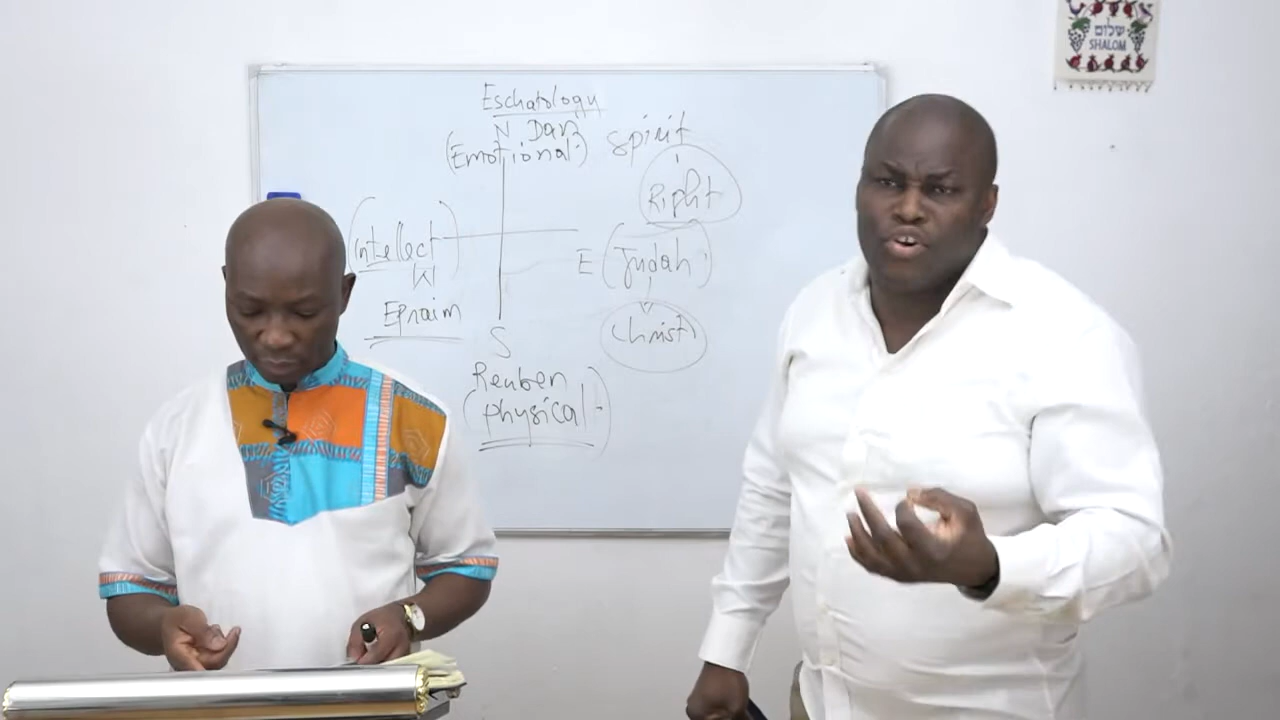 Eschatology
N Dan
(Emotional)
spirit
Right
(intellect)
W
Epraim
E (Judah)
Christ
S
Reuben
(physical)
שלום
SHALOM